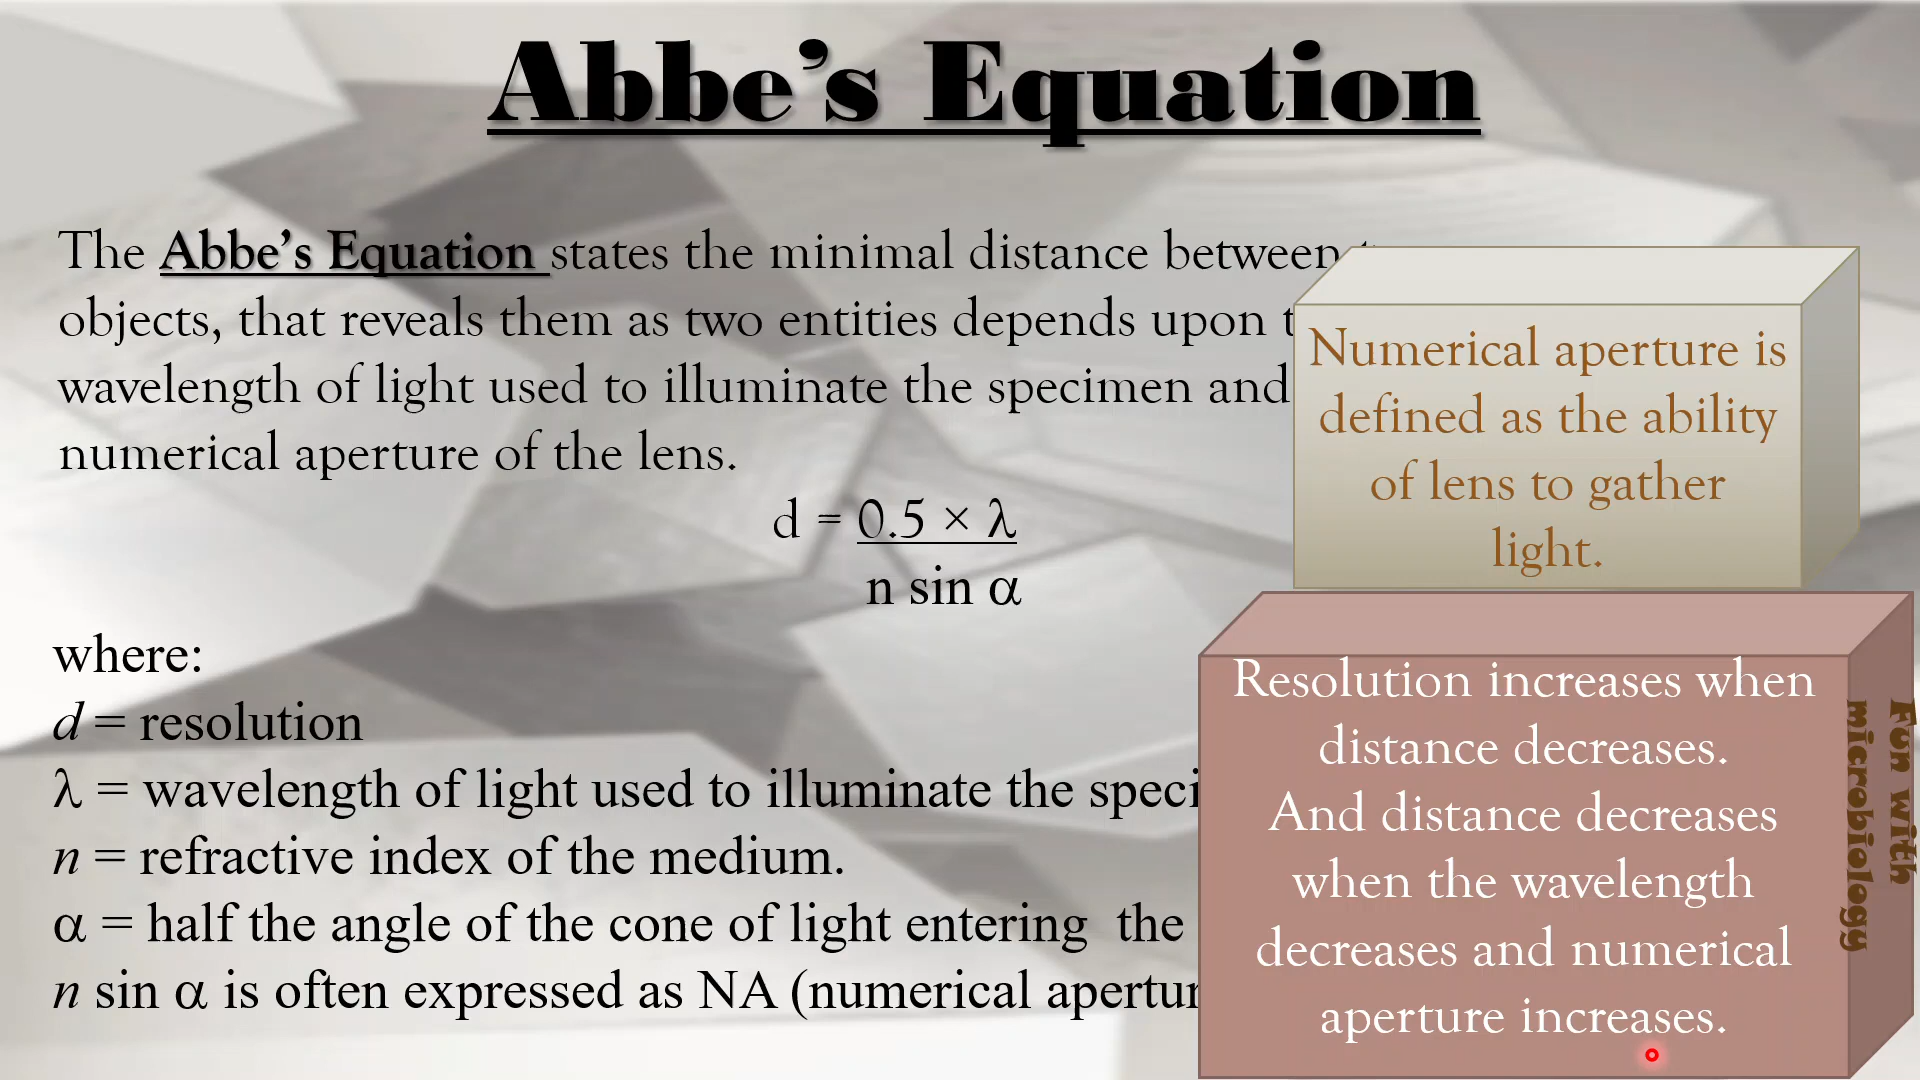 Abbe’s Equation
The Abbe’s Equation states the minimal distance between
objects, that reveals them as two entities depends upon
wavelength of light used to illuminate the specimen and
numerical aperture of the lens.
d = 0.5 × λ
n sin α
where:
d = resolution
λ = wavelength of light used to illuminate the
n = refractive index of the medium.
α = half the angle of the cone of light entering the
n sin α is often expressed as NA (numerical
Numerical aperture is
defined as the ability
of lens to gather
light.
Resolution increases when
distance decreases.
And distance decreases
when the wavelength
decreases and numerical
aperture increases.
Fun with
microbiology